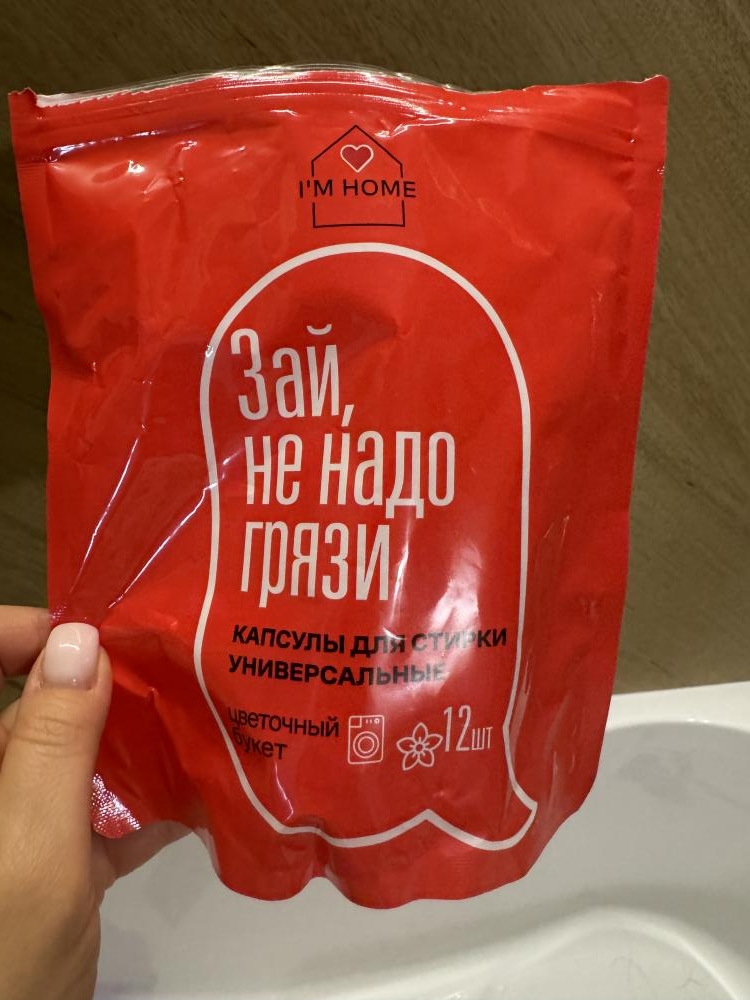 I'M HOME
Зай,
не надо
грязи
КАПСУЛЫ ДЛЯ СТИРКИ
УНИВЕРСАЛЬНЫЕ
цветочный
букет
12шт